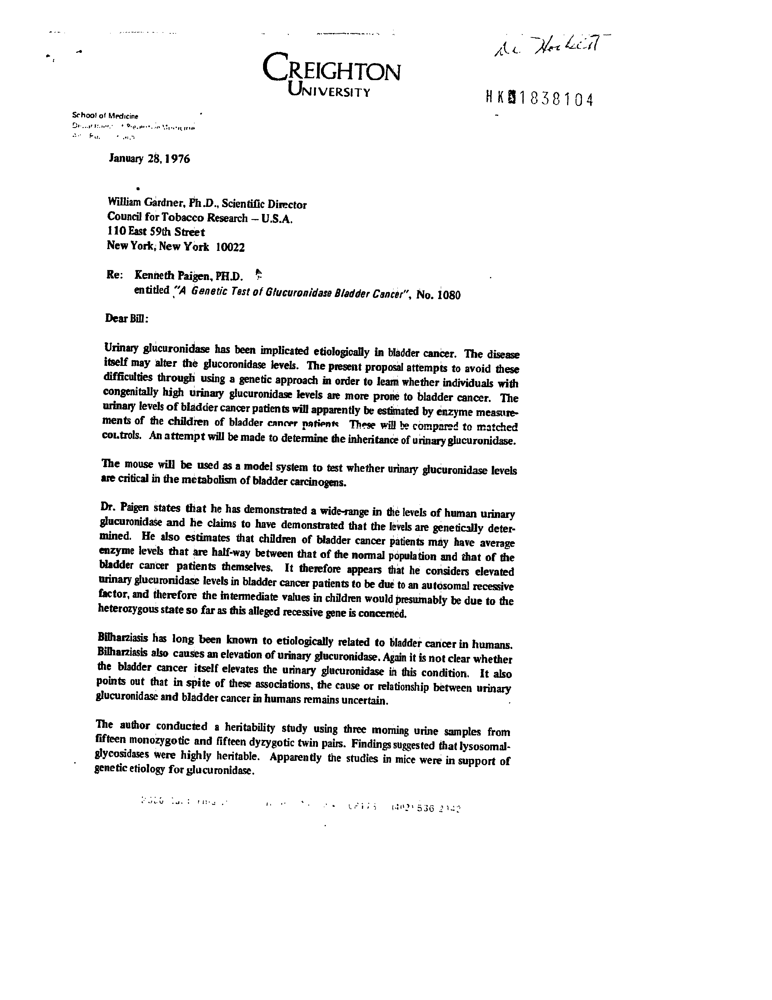 CREIGHTON
UNIVERSITY
HK 1838104
School of Medicine
January 28, 1976
William Gardner, Ph.D., Scientific Director
Council for Tobacco Research – U.S.A.
110 East 59th Street
New York, New York 10022
Re: Kenneth Paigen, PH.D.
entitled "A Genetic Test of Glucuronidase Bladder Cancer", No. 1080
Dear Bill:
Urinary glucuronidase has been implicated etiologically in bladder cancer. The disease
itself may alter the glucoronidase levels. The present proposal attempts to avoid these
difficulties through using a genetic approach in order to learn whether individuals with
congenitally high urinary glucuronidase levels are more prone to bladder cancer. The
urinary levels of bladder cancer patients will apparently be estimated by enzyme measure-
ments of the children of bladder cancer patients. These will be compared to matched
controls. An attempt will be made to determine the inheritance of urinary glucuronidase.
The mouse will be used as a model system to test whether urinary glucuronidase levels
are critical in the metabolism of bladder carcinogens.
Dr. Paigen states that he has demonstrated a wide-range in the levels of human urinary
glucuronidase and he claims to have demonstrated that the levels are genetically deter-
mined. He also estimates that children of bladder cancer patients may have average
enzyme levels that are half-way between that of the normal population and that of the
bladder cancer patients themselves. It therefore appears that he considers elevated
urinary glucuronidase levels in bladder cancer patients to be due to an autosomal recessive
factor, and therefore the intermediate values in children would presumably be due to the
heterozygous state so far as this alleged recessive gene is concerned.
Bilharziasis has long been known to etiologically related to bladder cancer in humans.
Bilharziasis also causes an elevation of urinary glucuronidase. Again it is not clear whether
the bladder cancer itself elevates the urinary glucuronidase in this condition. It also
points out that in spite of these associations, the cause or relationship between urinary
glucuronidase and bladder cancer in humans remains uncertain.
The author conducted a heritability study using three morning urine samples from
fifteen monozygotic and fifteen dyzygotic twin pairs. Findings suggested that lysosomal-
glycosidases were highly heritable. Apparently the studies in mice were in support of
genetic etiology for glucuronidase.